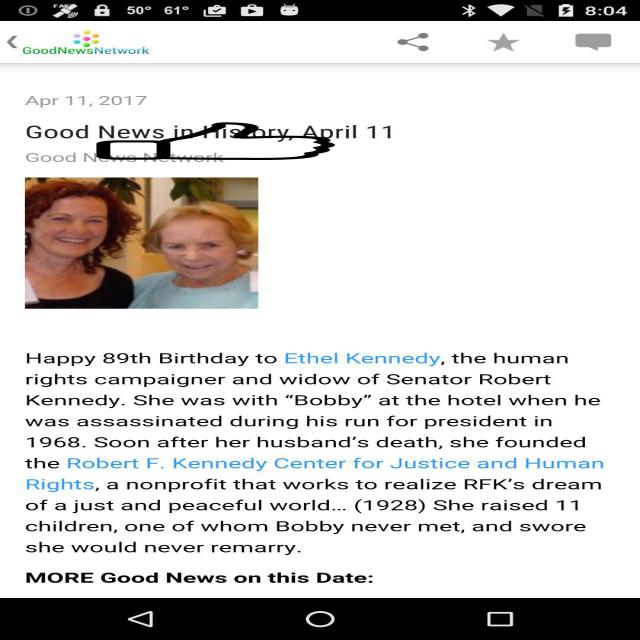 50° 61° 8:04
GoodNewsNetwork
Apr 11, 2017
Good News in History, April 11
Good News Network
Happy 89th Birthday to Ethel Kennedy, the human
rights campaigner and widow of Senator Robert
Kennedy. She was with “Bobby” at the hotel when he
was assassinated during his run for president in
1968. Soon after her husband’s death, she founded
the Robert F. Kennedy Center for Justice and Human
Rights, a nonprofit that works to realize RFK’s dream
of a just and peaceful world... (1928) She raised 11
children, one of whom Bobby never met, and swore
she would never remarry.
MORE Good News on this Date: